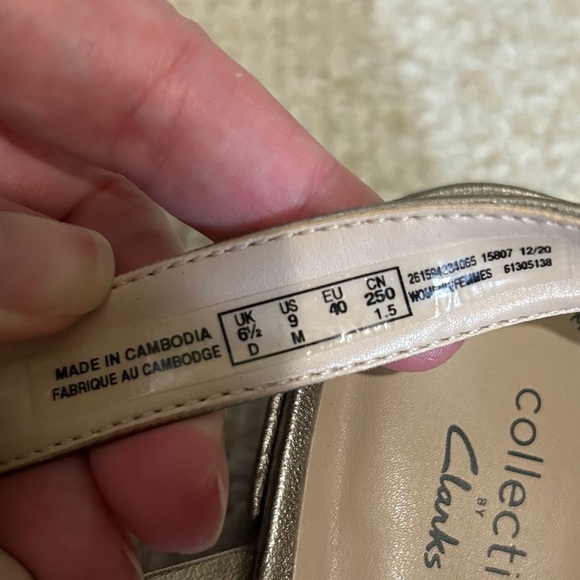 MADE IN CAMBODIA
FABRIQUE AU CAMBODGE
UK US EU CN
6½ 9 40 250
D M 1.5
15807 12/20
61305138
collecti
BY
Clarks